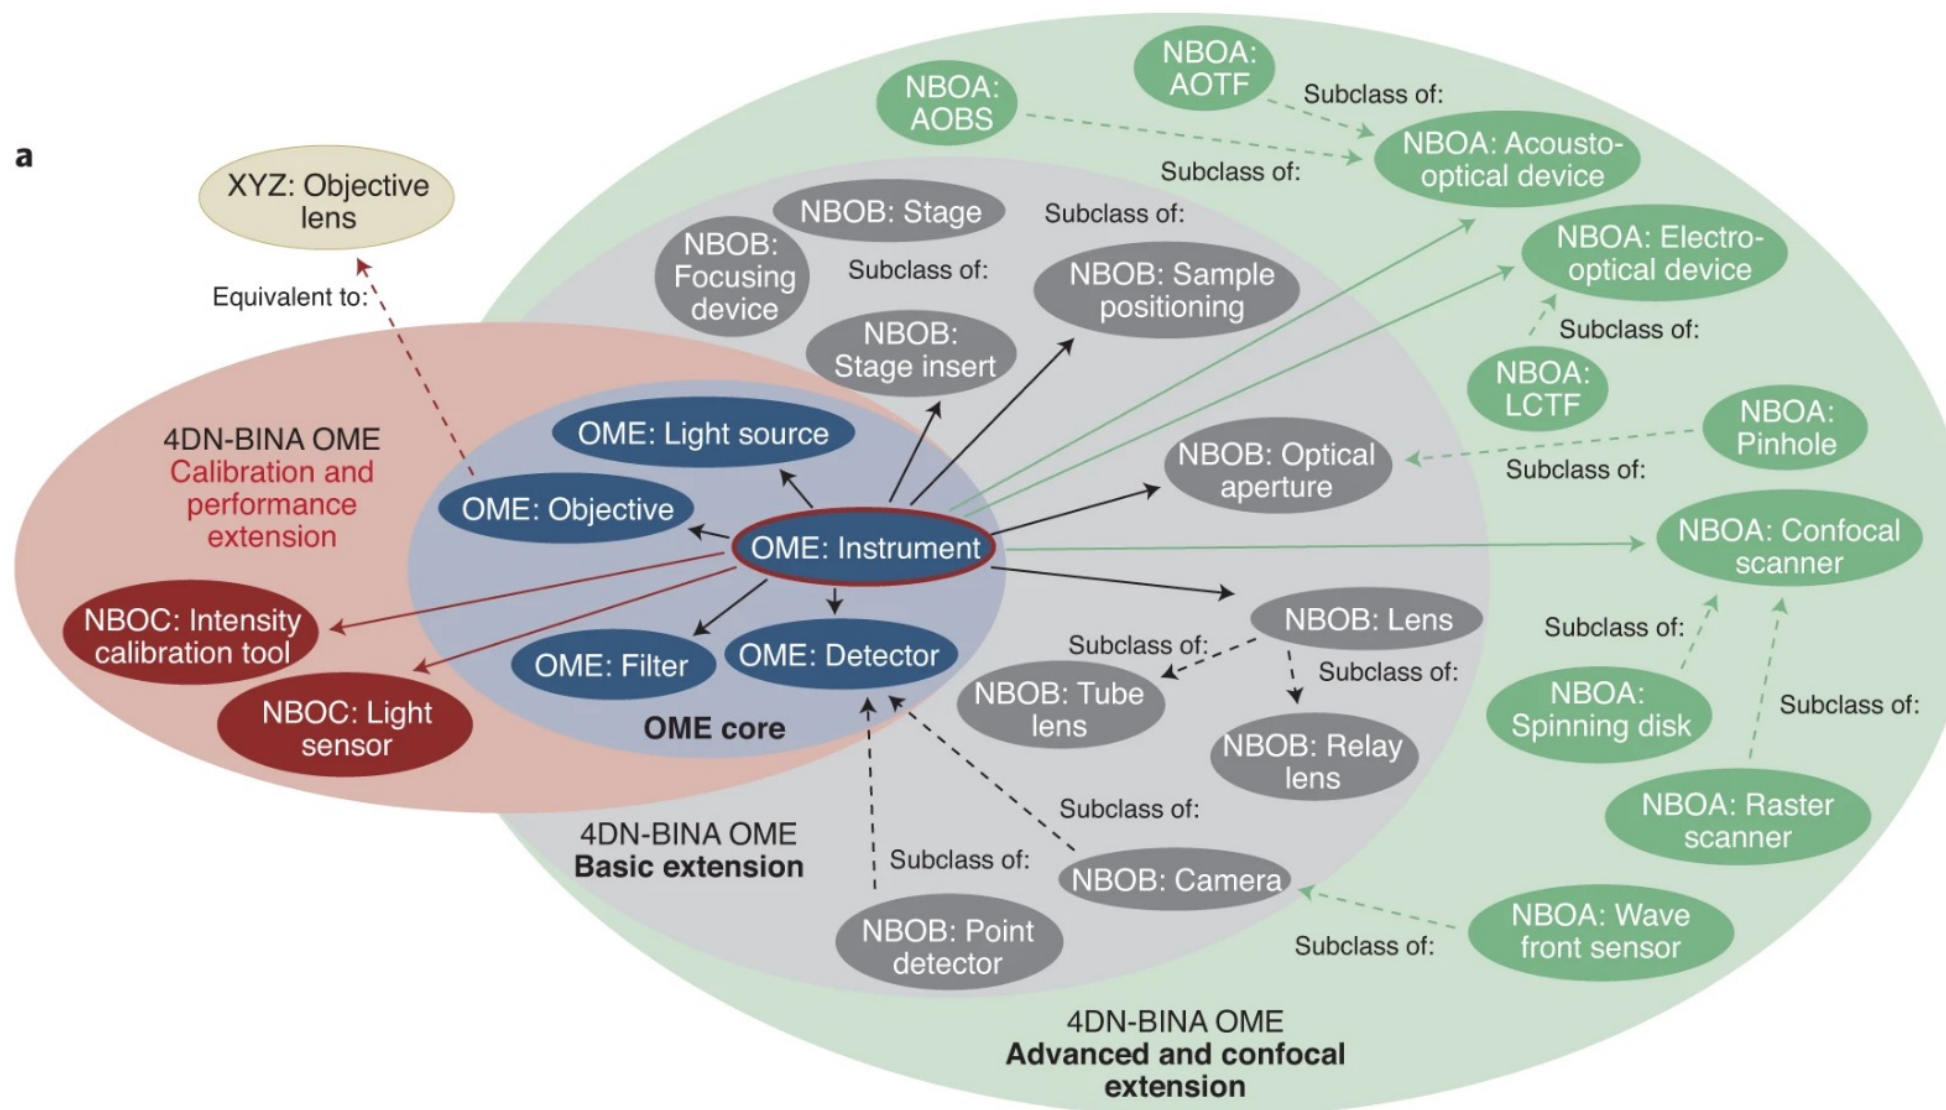 a
NBOA:
AOBS
NBOA:
AOTF
Subclass of:
NBOA: Acousto-
optical device
Subclass of:
XYZ: Objective
lens
Equivalent to:
NBOB: Stage
Subclass of:
NBOB:
Focusing
device
Subclass of:
NBOB: Sample
positioning
NBOA: Electro-
optical device
NBOB:
Stage insert
Subclass of:
NBOA:
LCTF
NBOA:
Pinhole
4DN-BINA OME
Calibration and
performance
extension
OME: Light source
OME: Objective
NBOB: Optical
aperture
Subclass of:
OME: Instrument
NBOA: Confocal
scanner
NBOC: Intensity
calibration tool
NBOC: Light
sensor
OME: Filter
OME: Detector
OME core
NBOB: Lens
Subclass of:
Subclass of:
NBOB: Tube
lens
NBOB: Relay
lens
Subclass of:
NBOA:
Spinning disk
Subclass of:
NBOA: Raster
scanner
4DN-BINA OME
Basic extension
Subclass of:
Subclass of:
NBOB: Camera
NBOB: Point
detector
NBOA: Wave
front sensor
Subclass of:
4DN-BINA OME
Advanced and confocal
extension